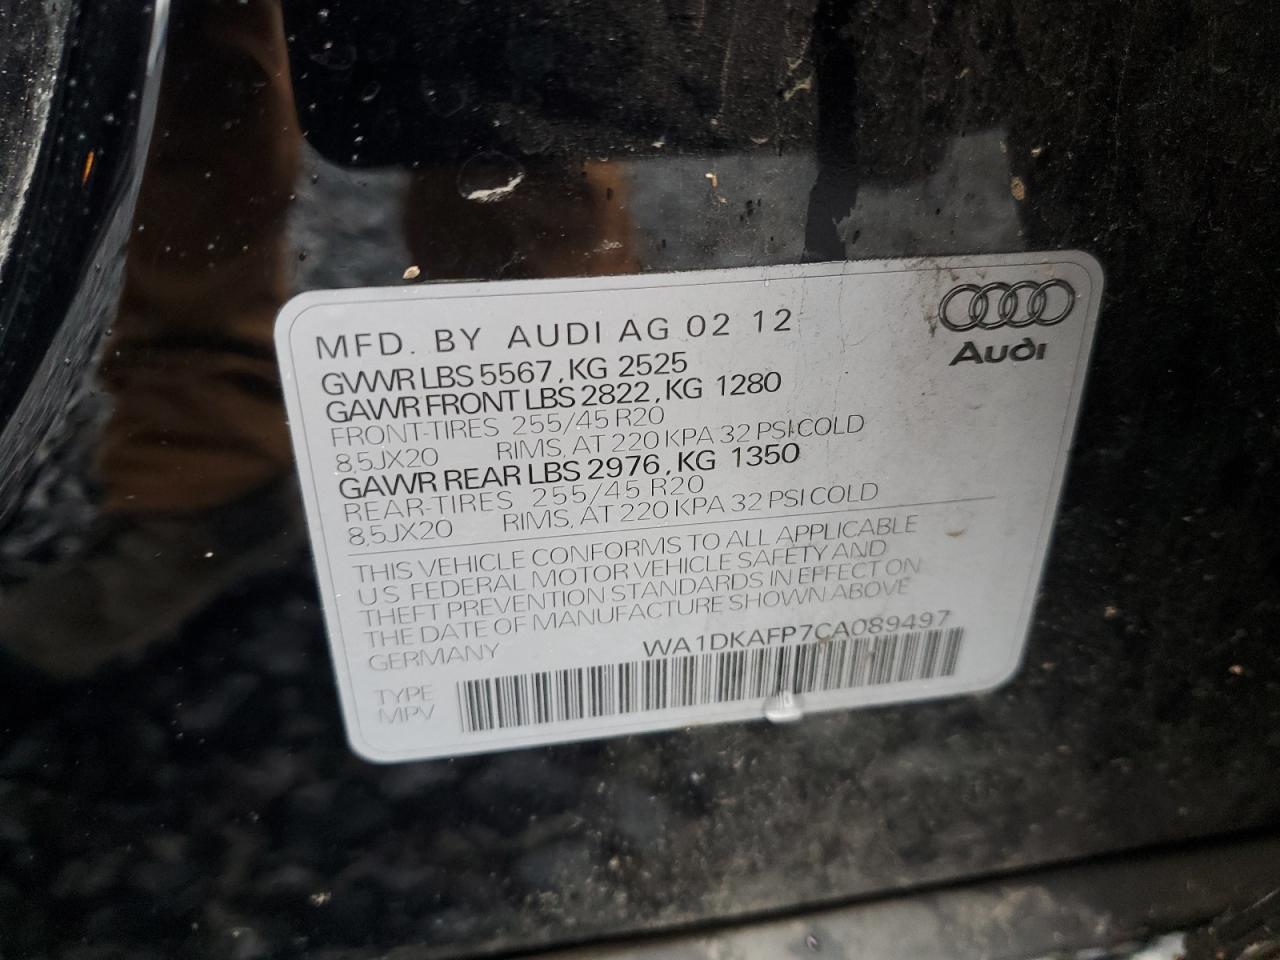 MFD. BY AUDI AG 02 12
Audi
GVWR LBS 5567, KG 2525
GAWR FRONT LBS 2822, KG 1280
FRONT-TIRES 255/45 R20
8,5JX20 RIMS, AT 220 KPA 32 PSI COLD
GAWR REAR LBS 2976, KG 1350
REAR-TIRES 255/45 R20
8,5JX20 RIMS, AT 220 KPA 32 PSI COLD
THIS VEHICLE CONFORMS TO ALL APPLICABLE
US FEDERAL MOTOR VEHICLE SAFETY AND
THEFT PREVENTION STANDARDS IN EFFECT ON
THE DATE OF MANUFACTURE SHOWN ABOVE
GERMANY WA1DKAFP7CA089497
TYPE
MPV